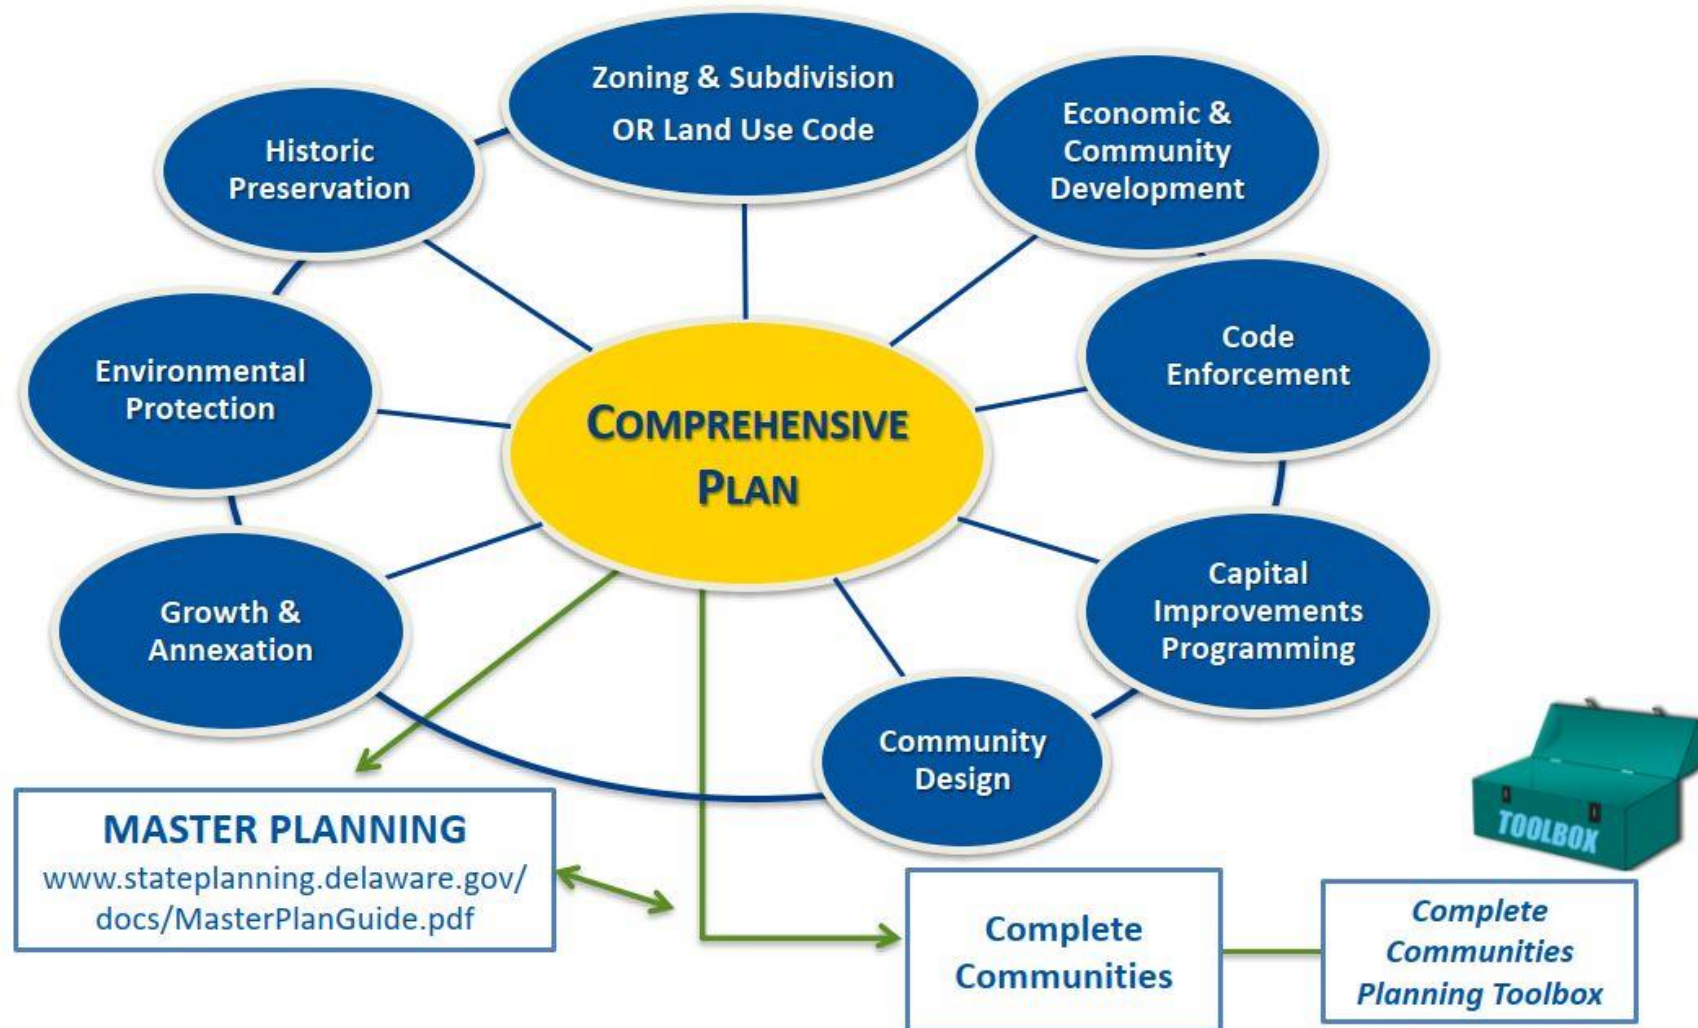 Zoning & Subdivision
OR Land Use Code
Economic &
Community
Development
Historic
Preservation
Code
Enforcement
Environmental
Protection
COMPREHENSIVE
PLAN
Capital
Improvements
Programming
Growth &
Annexation
Community
Design
MASTER PLANNING
www.stateplanning.delaware.gov/
docs/MasterPlanGuide.pdf
TOOLBOX
Complete
Communities
Complete
Communities
Planning Toolbox